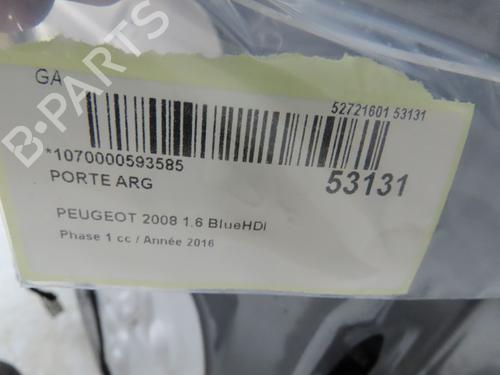 GA
52721601 53131
*1070000593585
53131
PORTE ARG
PEUGEOT 2008 1.6 BlueHDi
Phase 1 cc / Année 2016
B-PARTS